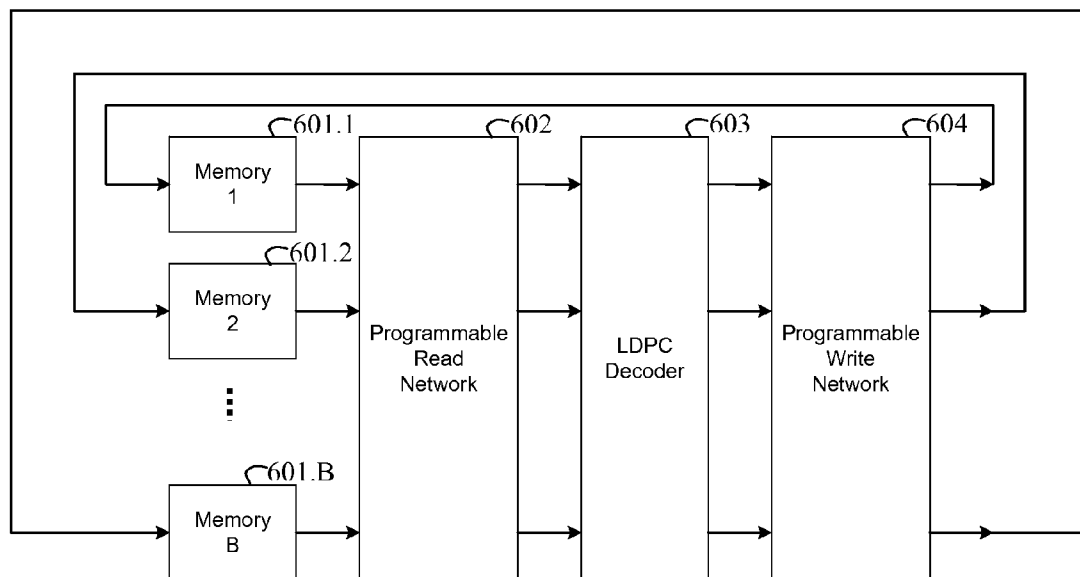 601.1
602
603
604
Memory
1
601.2
Memory
2
Programmable
Read
Network
LDPC
Decoder
Programmable
Write
Network
601.B
Memory
B